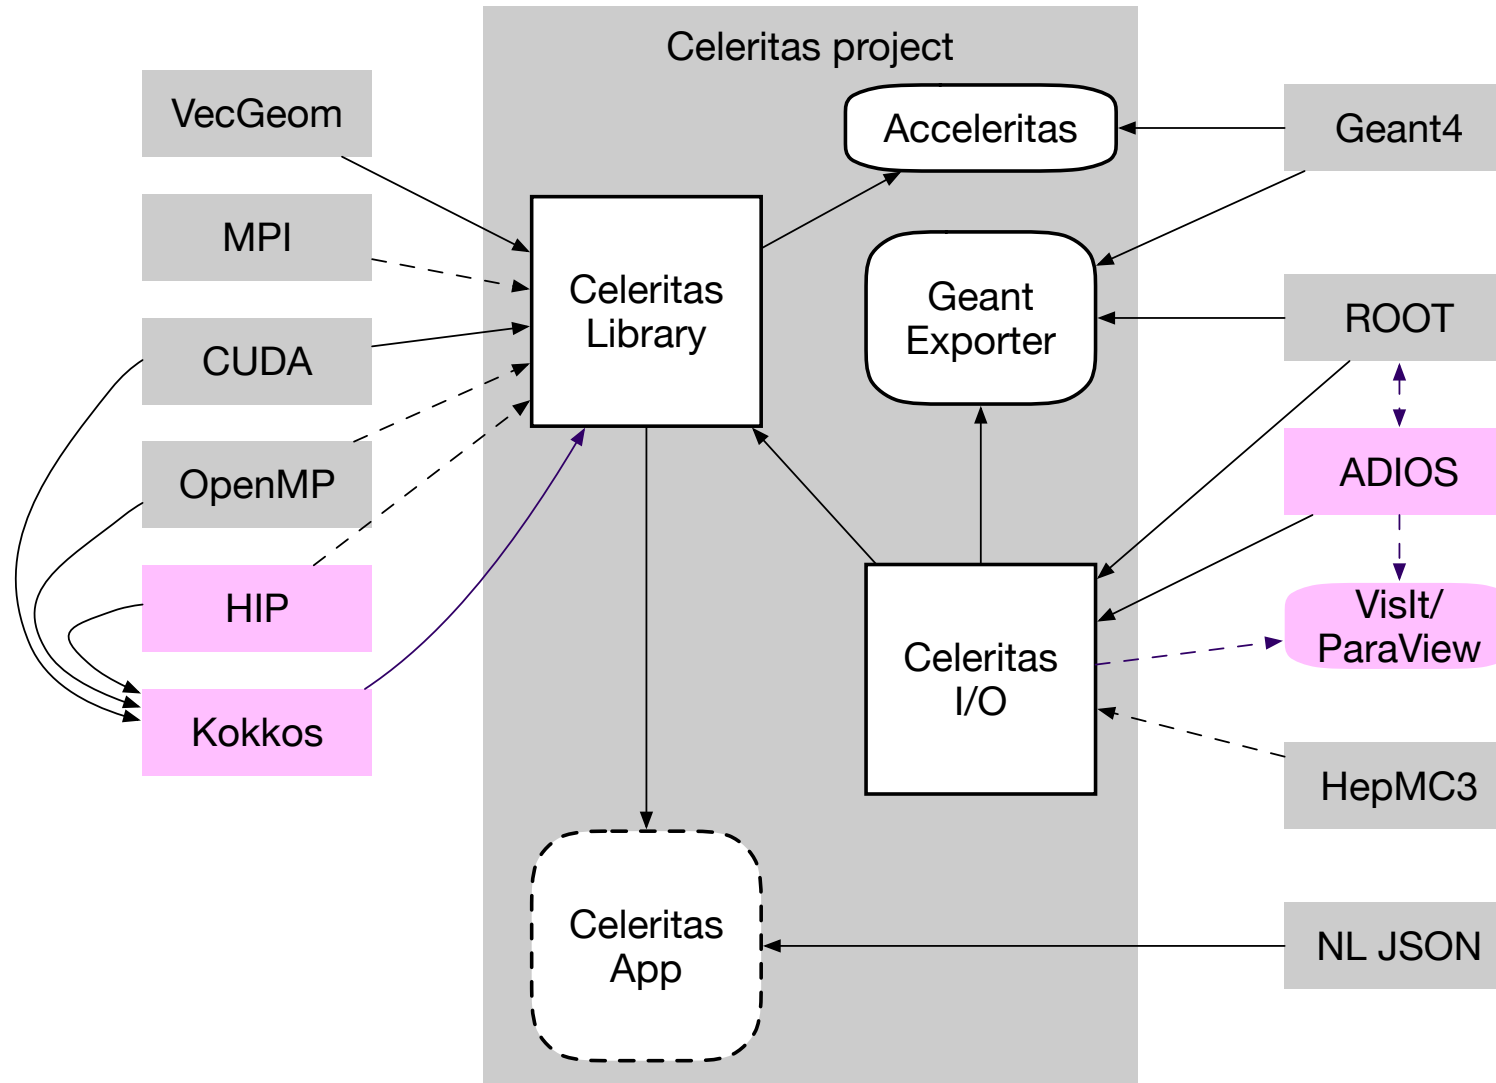 Celeritas project
VecGeom
MPI
CUDA
OpenMP
HIP
Kokkos
Celeritas
Library
Acceleritas
Geant
Exporter
Celeritas
I/O
Celeritas
App
Geant4
ROOT
ADIOS
VisIt/
ParaView
HepMC3
NL JSON